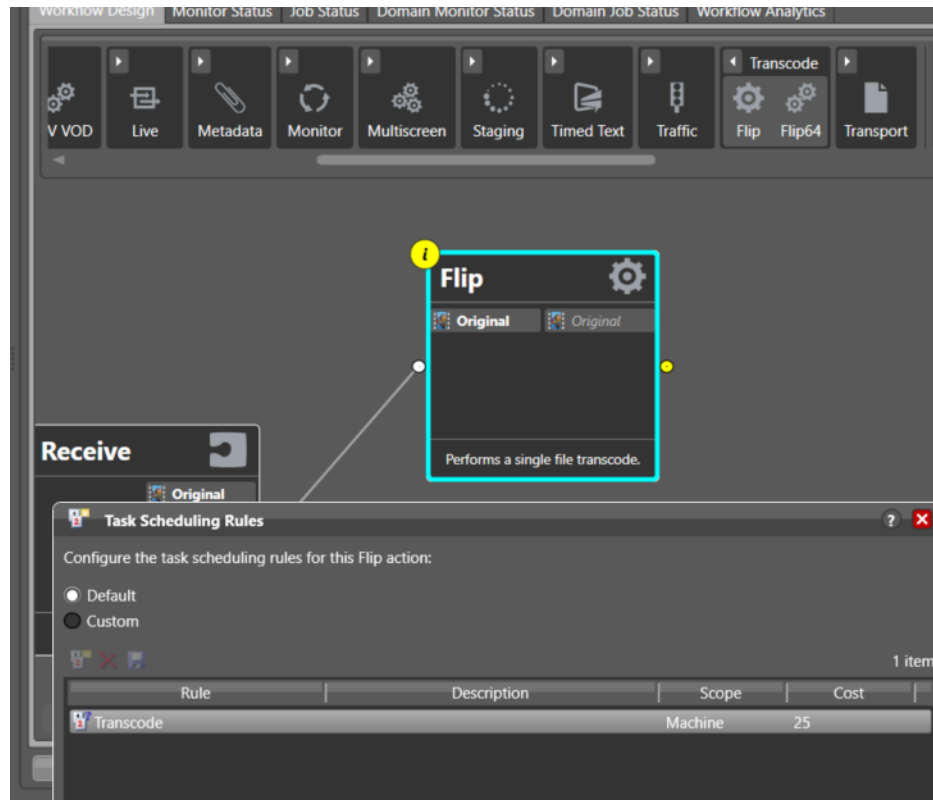 Workflow Design Monitor Status Job Status Domain Monitor Status Domain Job Status Workflow Analytics
Transcode
V VOD Live Metadata Monitor Multiscreen Staging Timed Text Traffic Flip Flip64 Transport
i
Flip
Original Original
Performs a single file transcode.
Receive
Original
Task Scheduling Rules ?
Configure the task scheduling rules for this Flip action:
Default
Custom
1 item
Rule Description Scope Cost
Transcode Machine 25